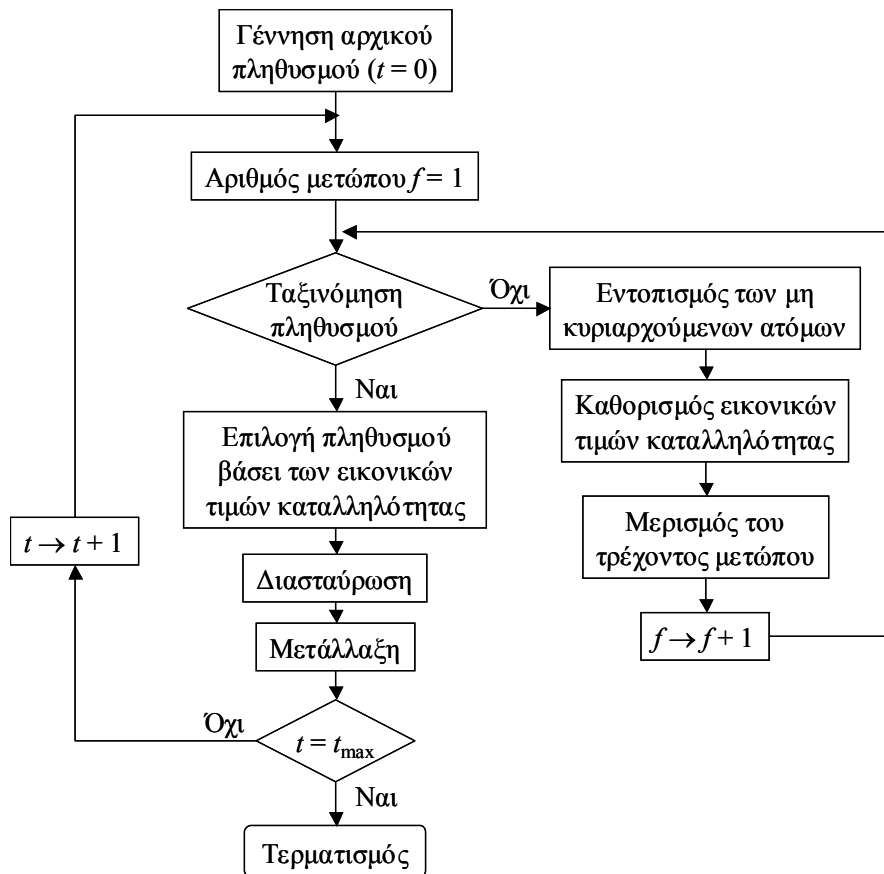 Γέννηση αρχικού
πληθυσμού (t = 0)
Αριθμός μετώπου f = 1
Ταξινόμηση
πληθυσμού
Όχι
Εντοπισμός των μη
κυριαρχούμενων ατόμων
Ναι
Καθορισμός εικονικών
τιμών καταλληλότητας
Επιλογή πληθυσμού
βάσει των εικονικών
τιμών καταλληλότητας
Μερισμός του
τρέχοντος μετώπου
t → t + 1
Διασταύρωση
f → f + 1
Μετάλλαξη
Όχι
t = tmax
Ναι
Τερματισμός